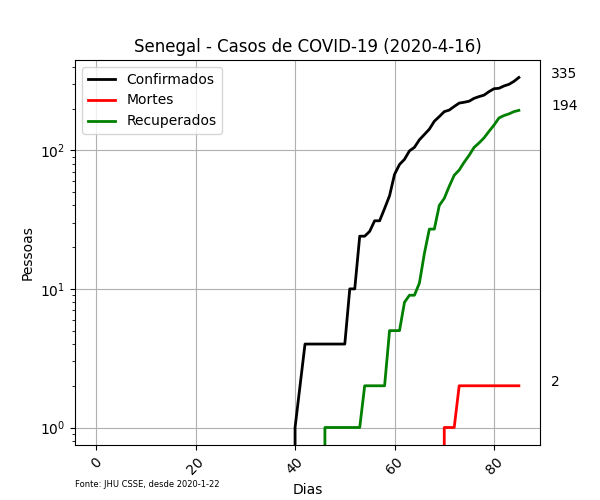 Senegal - Casos de COVID-19 (2020-4-16)
Confirmados
Mortes
Recuperados
335
194
2
10²
10¹
10⁰
Pessoas
0 20 40 60 80
Dias
Fonte: JHU CSSE, desde 2020-1-22